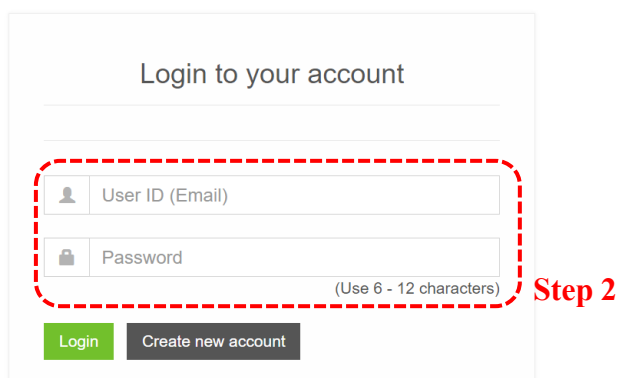 Login to your account
User ID (Email)
Password
(Use 6 - 12 characters)
Step 2
Login
Create new account